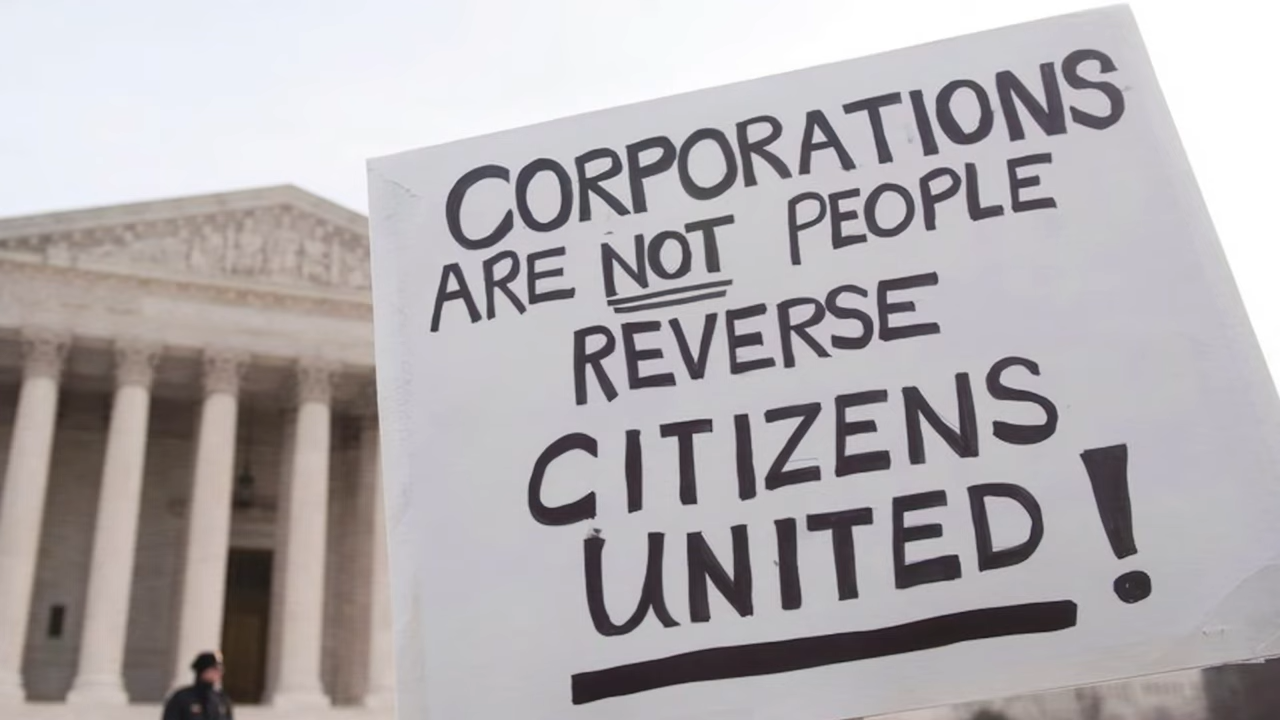 CORPORATIONS
ARE NOT PEOPLE
REVERSE
CITIZENS
UNITED!